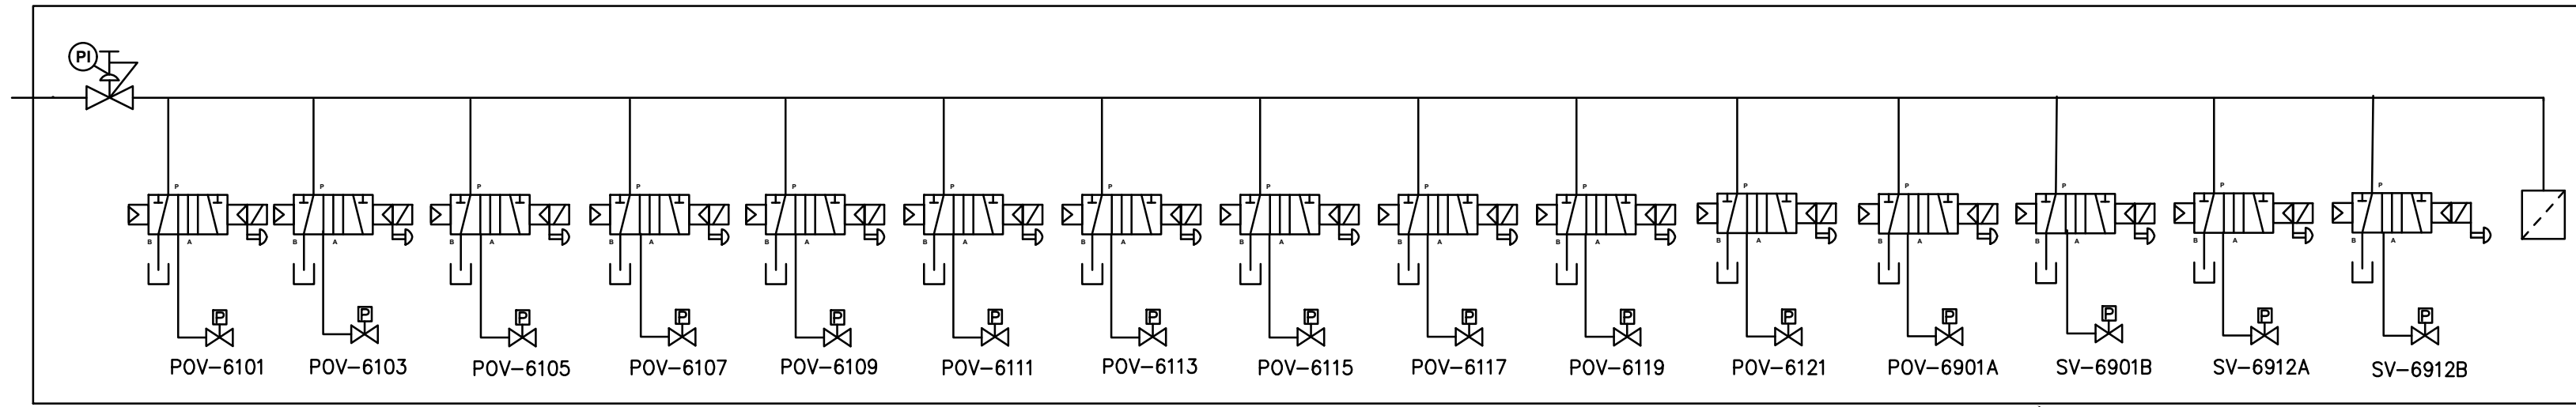 PI
P P P P P P P P P P P P P P P
B A B A B A B A B A B A B A B A B A B A B A B A B A B A B A
P P P P P P P P P P P P P P P
POV-6101 POV-6103 POV-6105 POV-6107 POV-6109 POV-6111 POV-6113 POV-6115 POV-6117 POV-6119 POV-6121 POV-6901A SV-6901B SV-6912A SV-6912B